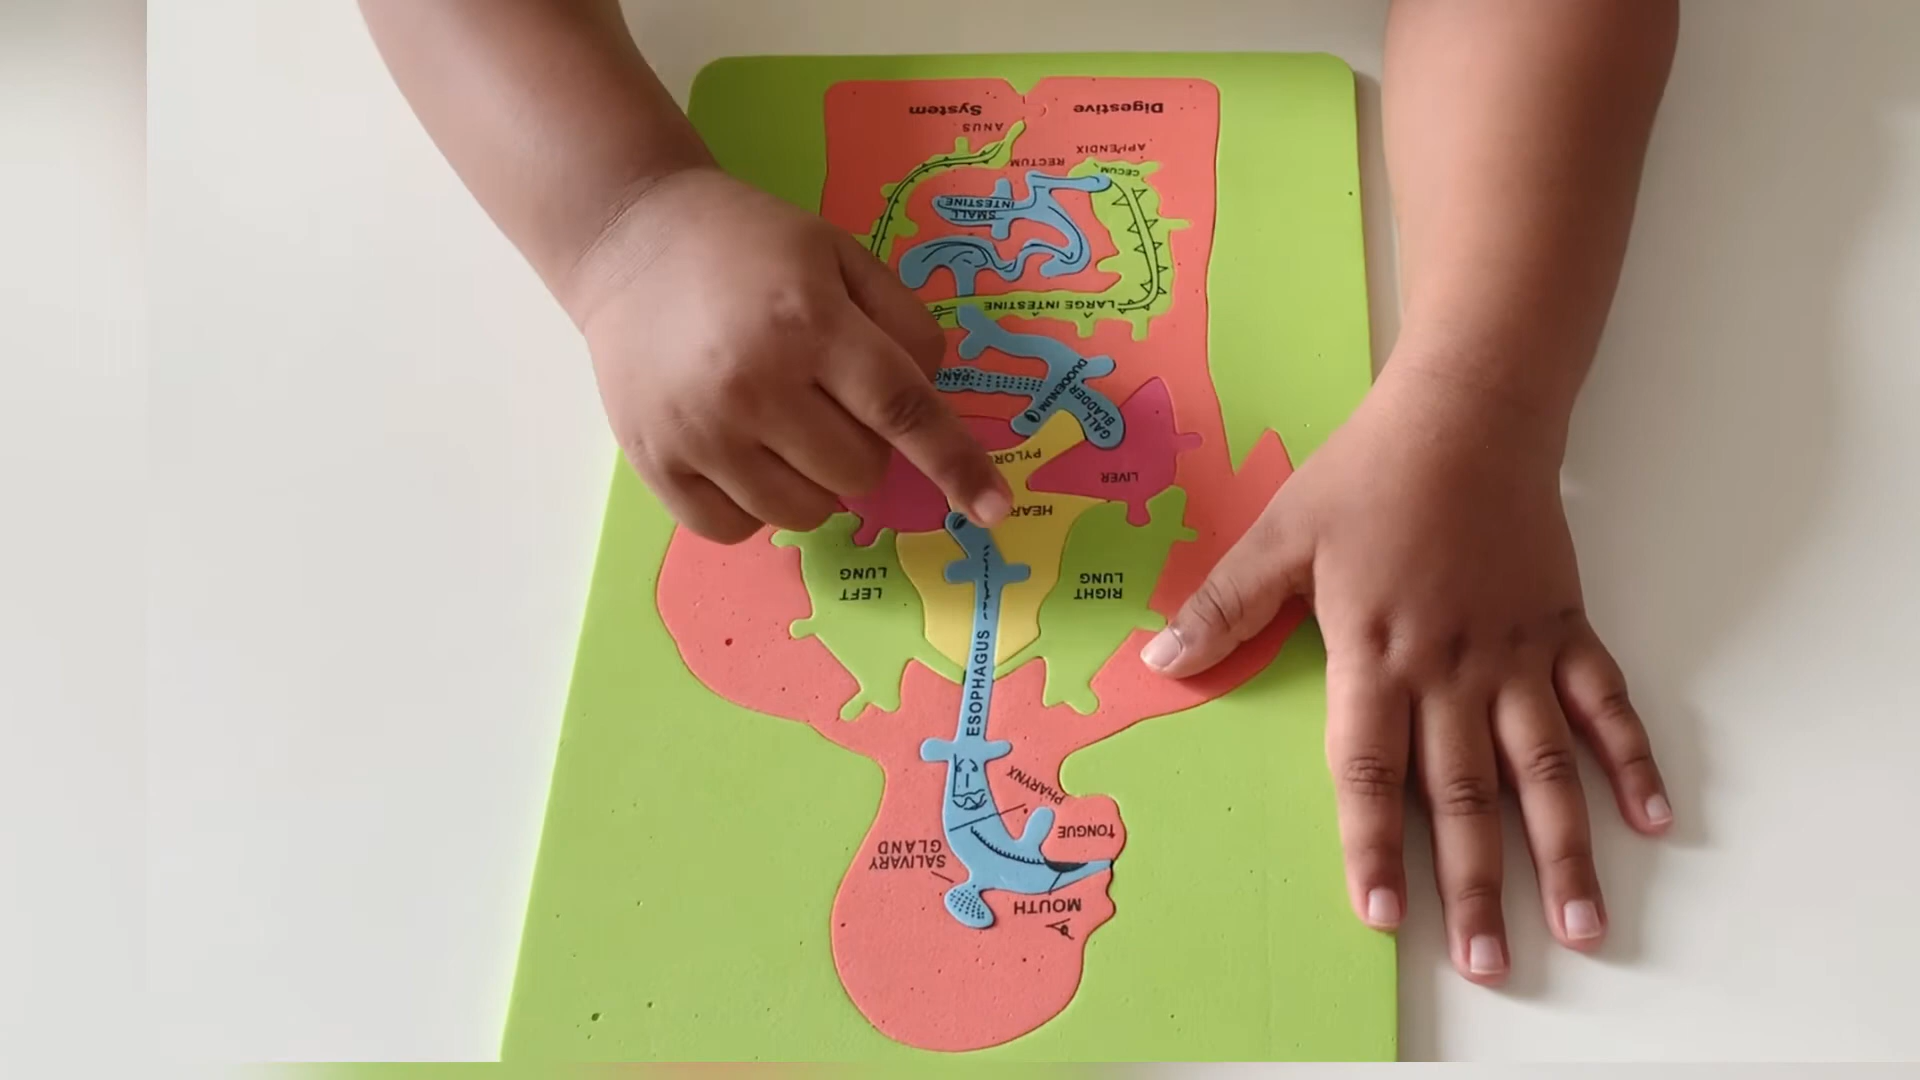 Digestive System
ANUS
APPENDIX
RECTUM
CECUM
SMALL
INTESTINE
LARGE INTESTINE
DUODENUM
GALL
BLADDER
LIVER
RIGHT
LUNG
LEFT
LUNG
ESOPHAGUS
PHARYNX
TONGUE
SALIVARY
GLAND
MOUTH